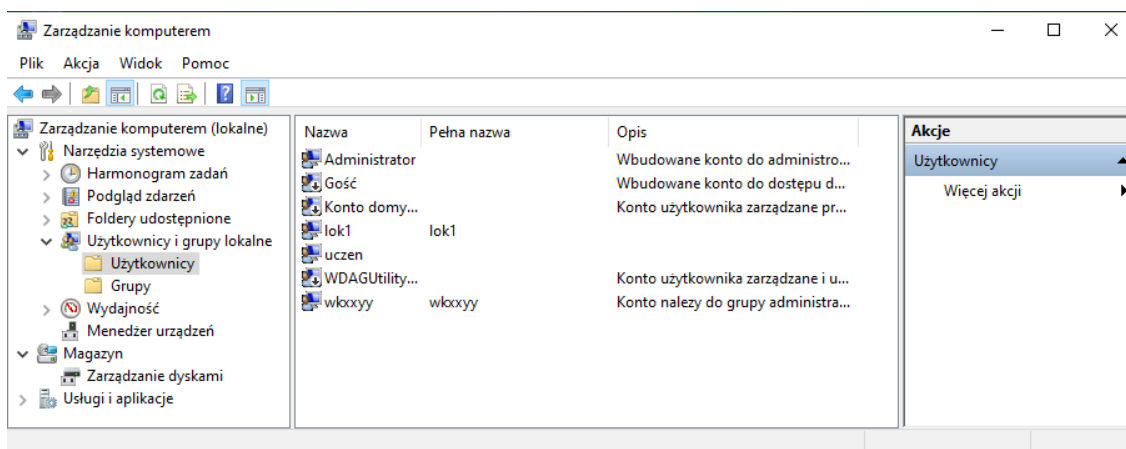 Zarządzanie komputerem
Plik Akcja Widok Pomoc
Zarządzanie komputerem (lokalne)
Narzędzia systemowe
Harmonogram zadań
Podgląd zdarzeń
Foldery udostępnione
Użytkownicy i grupy lokalne
Użytkownicy
Grupy
Wydajność
Menedżer urządzeń
Magazyn
Zarządzanie dyskami
Usługi i aplikacje
Nazwa Pełna nazwa Opis
Administrator Wbudowane konto do administro...
Gość Wbudowane konto do dostępu d...
Konto domy... Konto użytkownika zarządzane pr...
lok1 lok1
uczen
WDAGUtility... Konto użytkownika zarządzane i u...
wkxxyy wkxxyy Konto nalezy do grupy administra...
Akcje
Użytkownicy
Więcej akcji